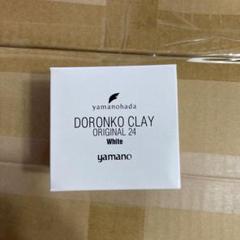 yamanohada
DORONKO CLAY
ORIGINAL 24
White
yamano